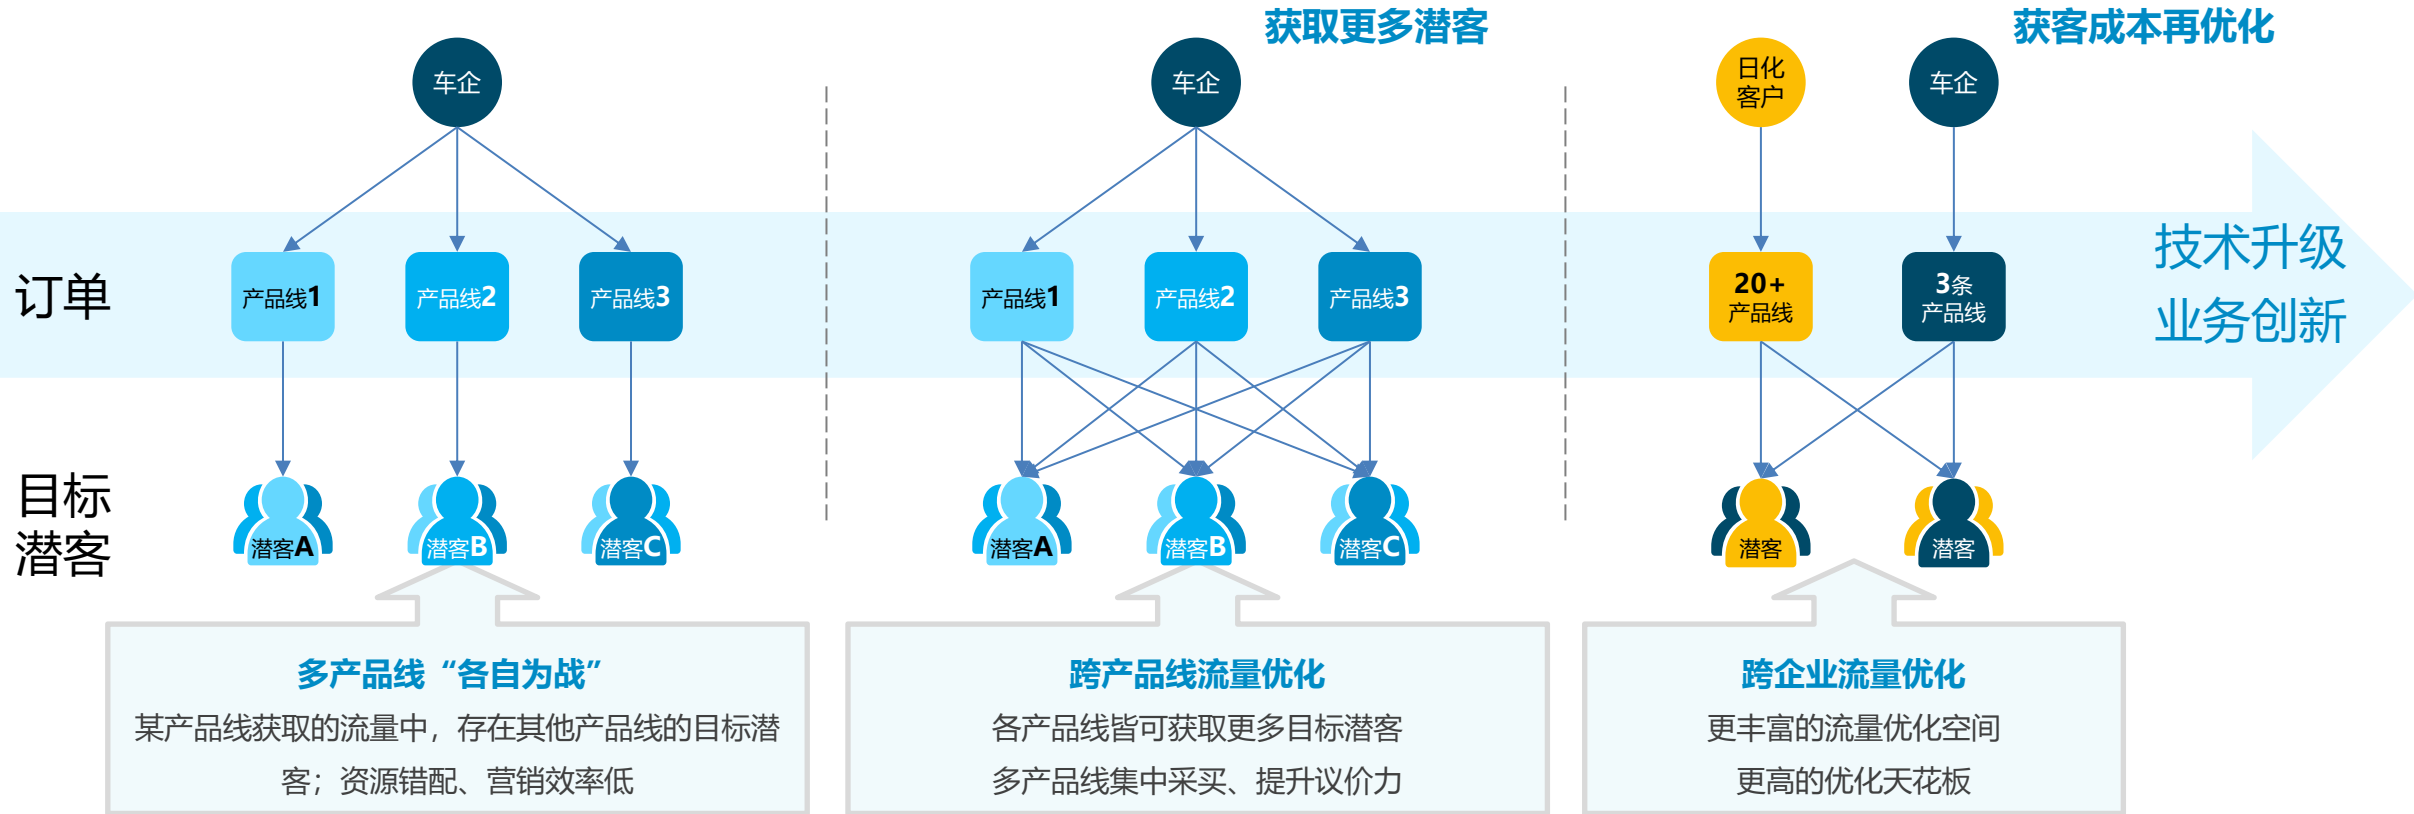 获取更多潜客
获客成本再优化
车企
车企
日化
客户
车企
订单
产品线1
产品线2
产品线3
产品线1
产品线2
产品线3
20+
产品线
3条
产品线
技术升级
业务创新
目标
潜客
潜客A
潜客B
潜客C
潜客A
潜客B
潜客C
潜客
潜客
多产品线“各自为战”
某产品线获取的流量中，存在其他产品线的目标潜
客；资源错配、营销效率低
跨产品线流量优化
各产品线皆可获取更多目标潜客
多产品线集中采买、提升议价力
跨企业流量优化
更丰富的流量优化空间
更高的优化天花板